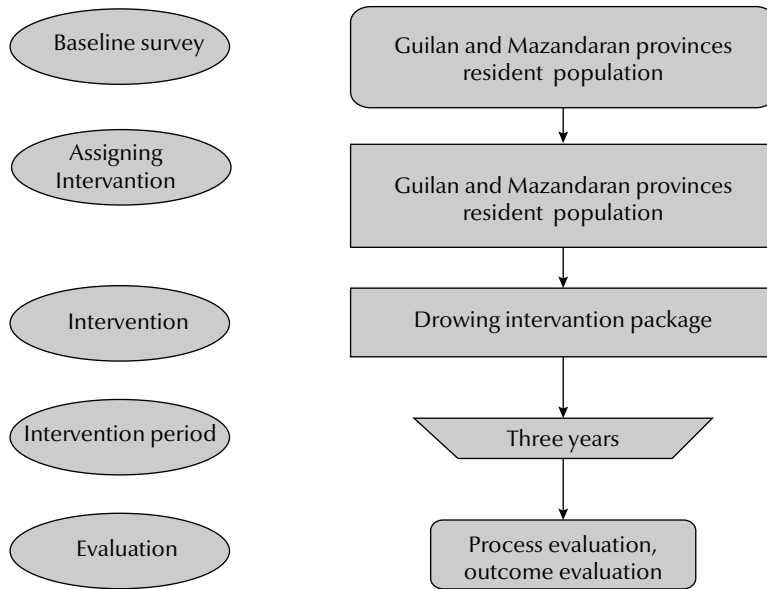 Baseline survey
Guilan and Mazandaran provinces
resident population
Assigning
Intervantion
Guilan and Mazandaran provinces
resident population
Intervention
Drowing intervantion package
Intervention period
Three years
Evaluation
Process evaluation,
outcome evaluation